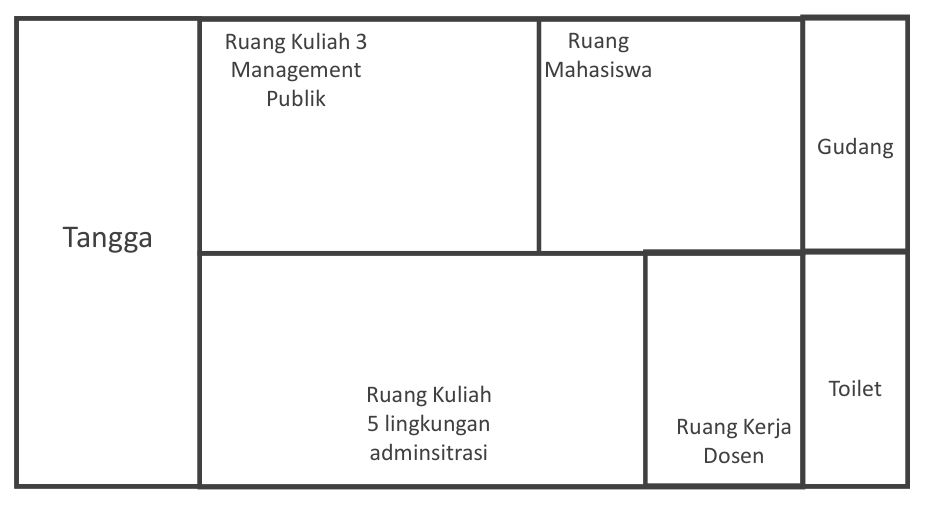 Ruang Kuliah 3
Management
Publik
Ruang
Mahasiswa
Gudang
Tangga
Ruang Kuliah
5 lingkungan
adminsitrasi
Ruang Kerja
Dosen
Toilet